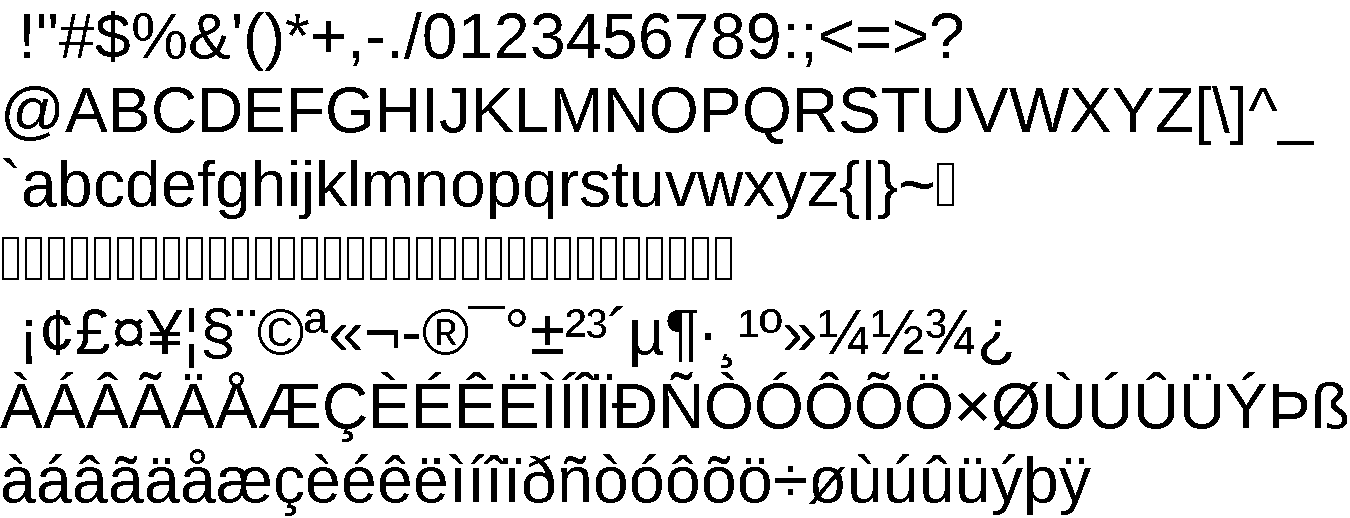 !"#$%&'()*+,-./0123456789:;<=>?
@ABCDEFGHIJKLMNOPQRSTUVWXYZ[\]^_
`abcdefghijklmnopqrstuvwxyz{|}~▯
▯▯▯▯▯▯▯▯▯▯▯▯▯▯▯▯▯▯▯▯▯▯▯▯▯▯▯▯▯▯▯▯
¡¢£¤¥¦§¨©ª«¬-®¯°±²³´µ¶·¸¹º»¼½¾¿
ÀÁÂÃÄÅÆÇÈÉÊËÌÍÎÏÐÑÒÓÔÕÖ×ØÙÚÛÜÝÞß
àáâãäåæçèéêëìíîïðñòóôõö÷øùúûüýþÿ